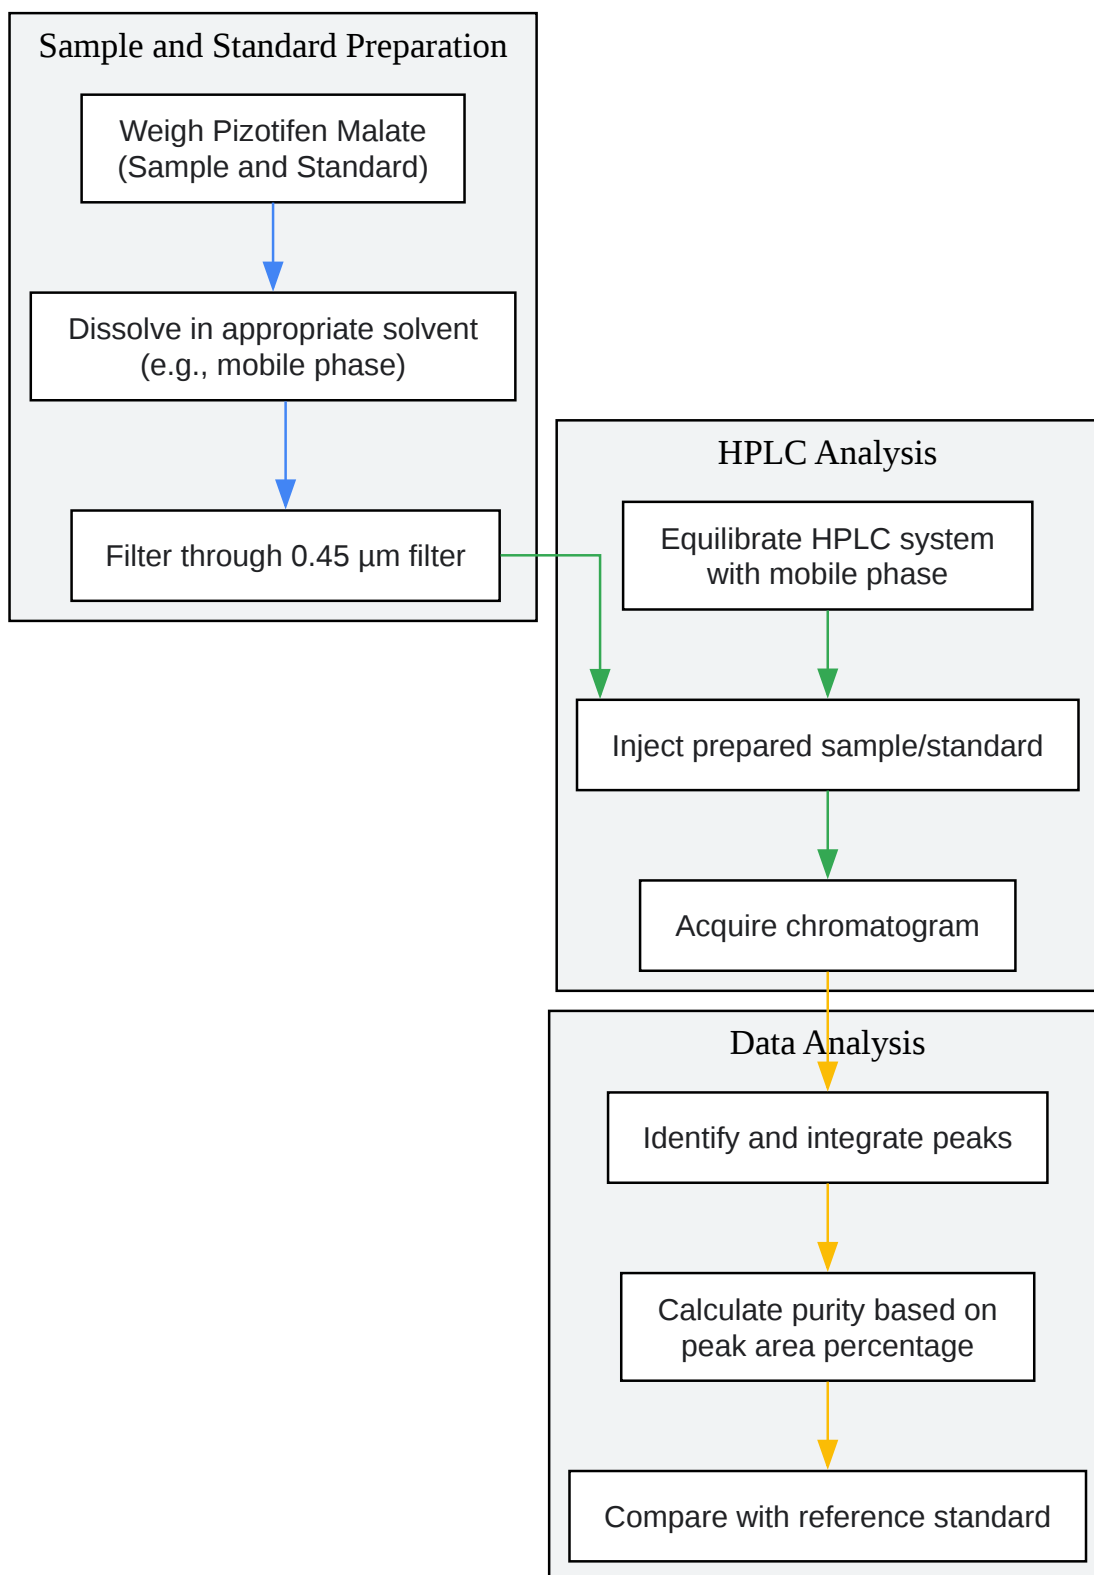 Sample and Standard Preparation
Weigh Pizotifen Malate
(Sample and Standard)
Dissolve in appropriate solvent
(e.g., mobile phase)
Filter through 0.45 µm filter
HPLC Analysis
Equilibrate HPLC system
with mobile phase
Inject prepared sample/standard
Acquire chromatogram
Data Analysis
Identify and integrate peaks
Calculate purity based on
peak area percentage
Compare with reference standard